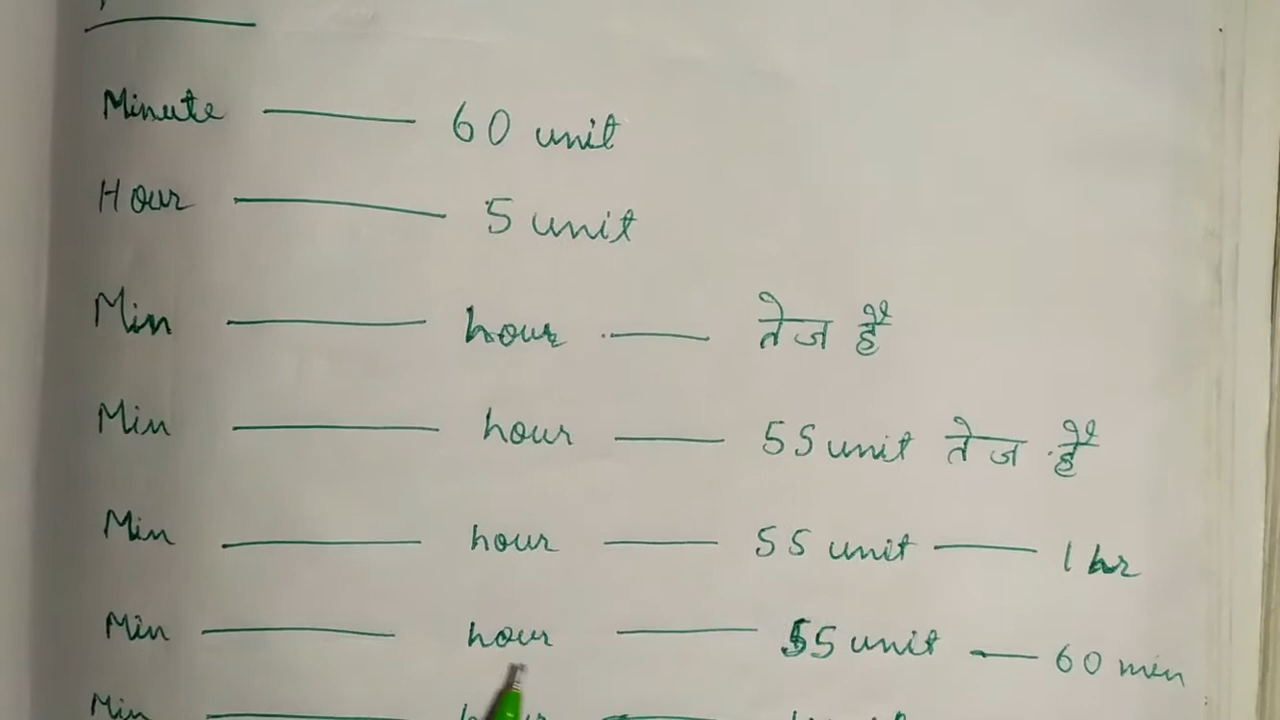 Minute —— 60 unit
Hour —— 5 unit
Min —— hour —— तेज हैं
Min —— hour —— 55 unit तेज हैं
Min —— hour —— 55 unit —— 1 hr
Min —— hour —— 55 unit —— 60 min
Min ——